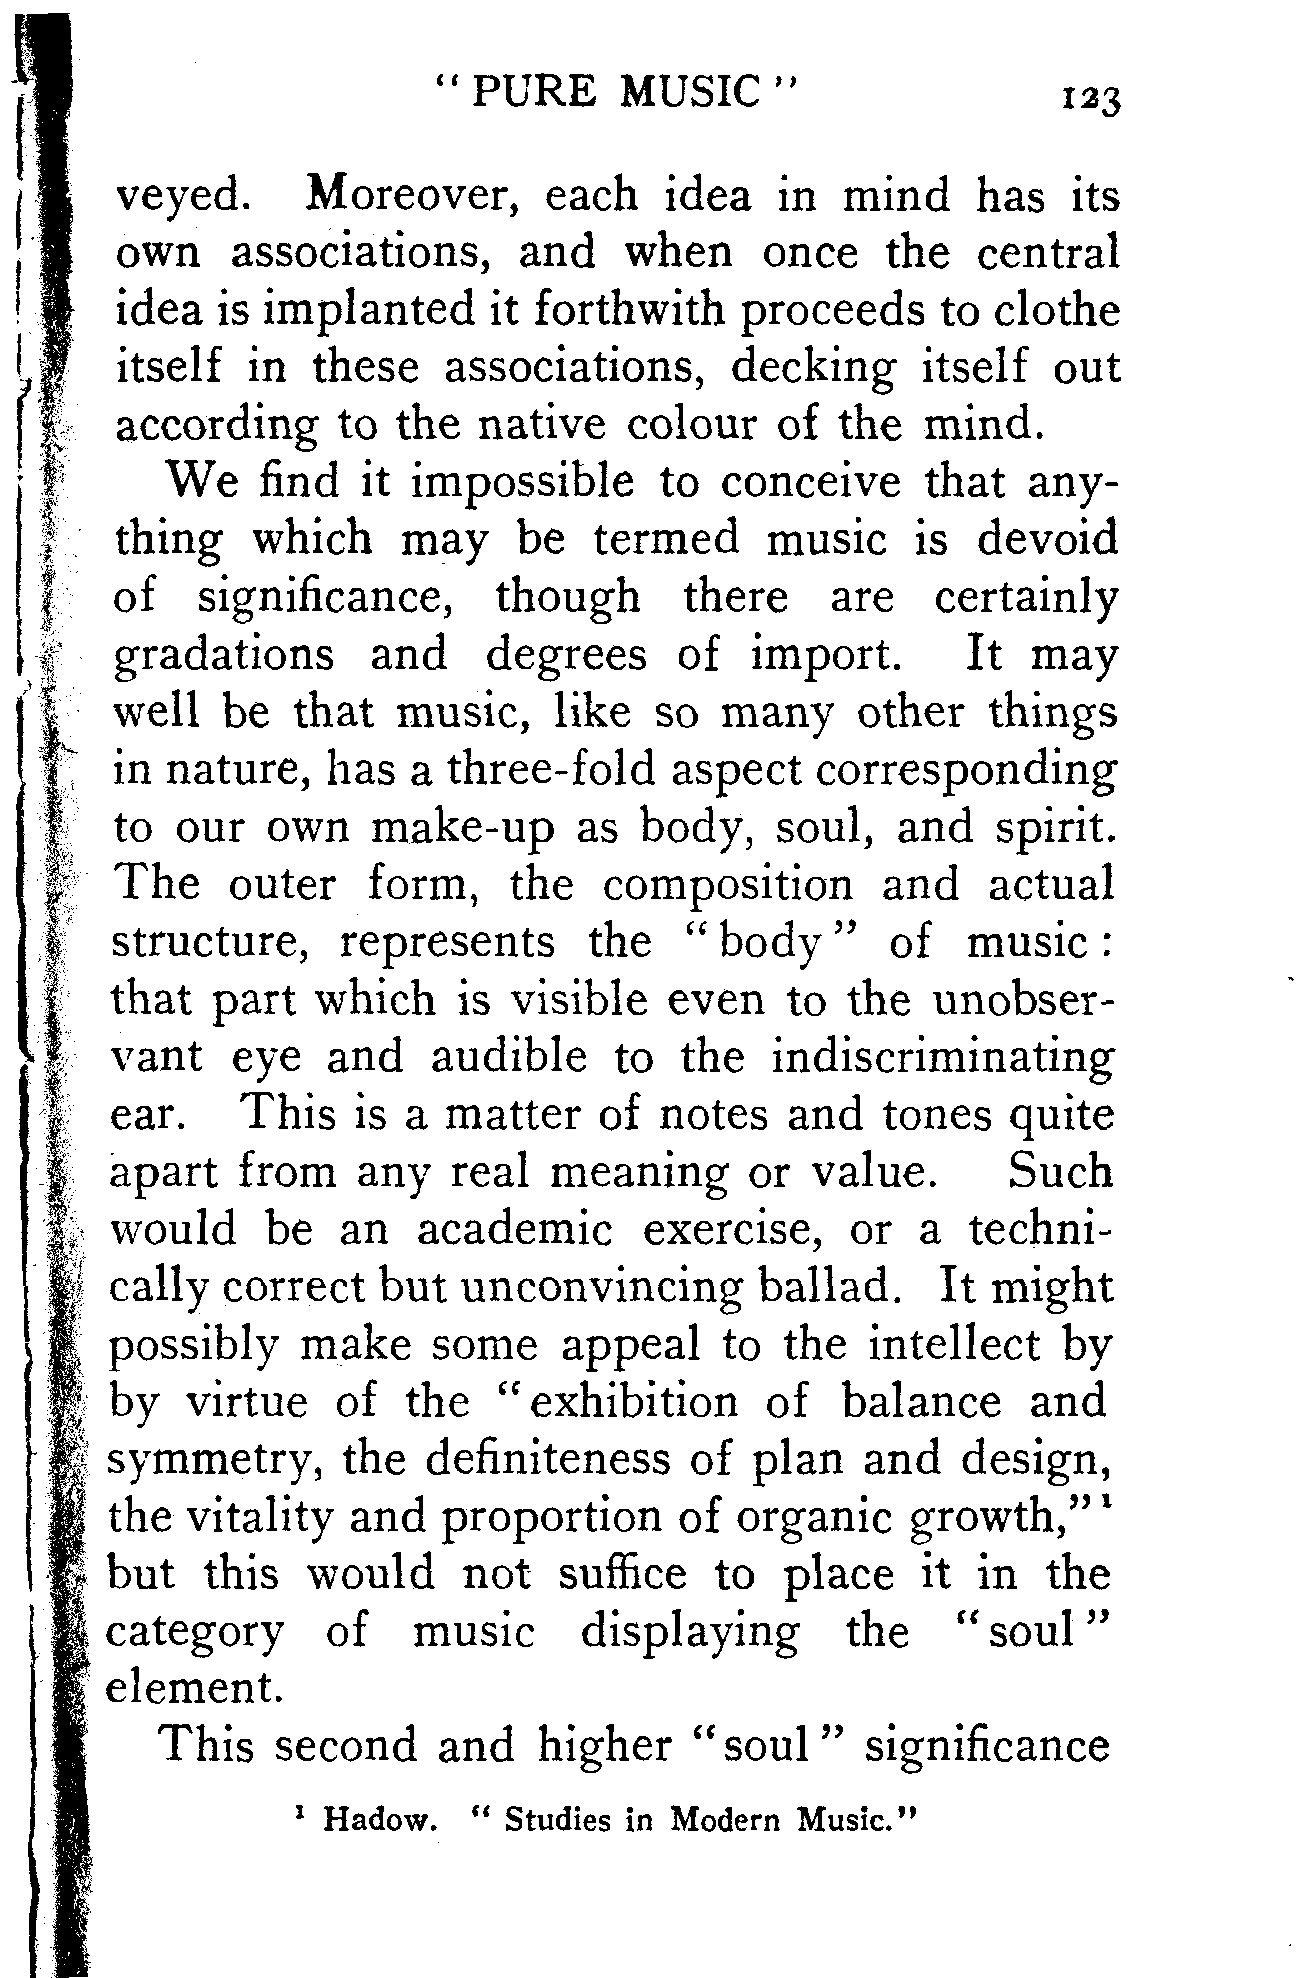 “ PURE MUSIC ” 123
veyed. Moreover, each idea in mind has its
own associations, and when once the central
idea is implanted it forthwith proceeds to clothe
itself in these associations, decking itself out
according to the native colour of the mind.
We find it impossible to conceive that any-
thing which may be termed music is devoid
of significance, though there are certainly
gradations and degrees of import. It may
well be that music, like so many other things
in nature, has a three-fold aspect corresponding
to our own make-up as body, soul, and spirit.
The outer form, the composition and actual
structure, represents the “ body ” of music :
that part which is visible even to the unobser-
vant eye and audible to the indiscriminating
ear. This is a matter of notes and tones quite
apart from any real meaning or value. Such
would be an academic exercise, or a techni-
cally correct but unconvincing ballad. It might
possibly make some appeal to the intellect by
by virtue of the “ exhibition of balance and
symmetry, the definiteness of plan and design,
the vitality and proportion of organic growth,” ¹
but this would not suffice to place it in the
category of music displaying the “ soul ”
element.
This second and higher “ soul ” significance
¹ Hadow. “ Studies in Modern Music.”